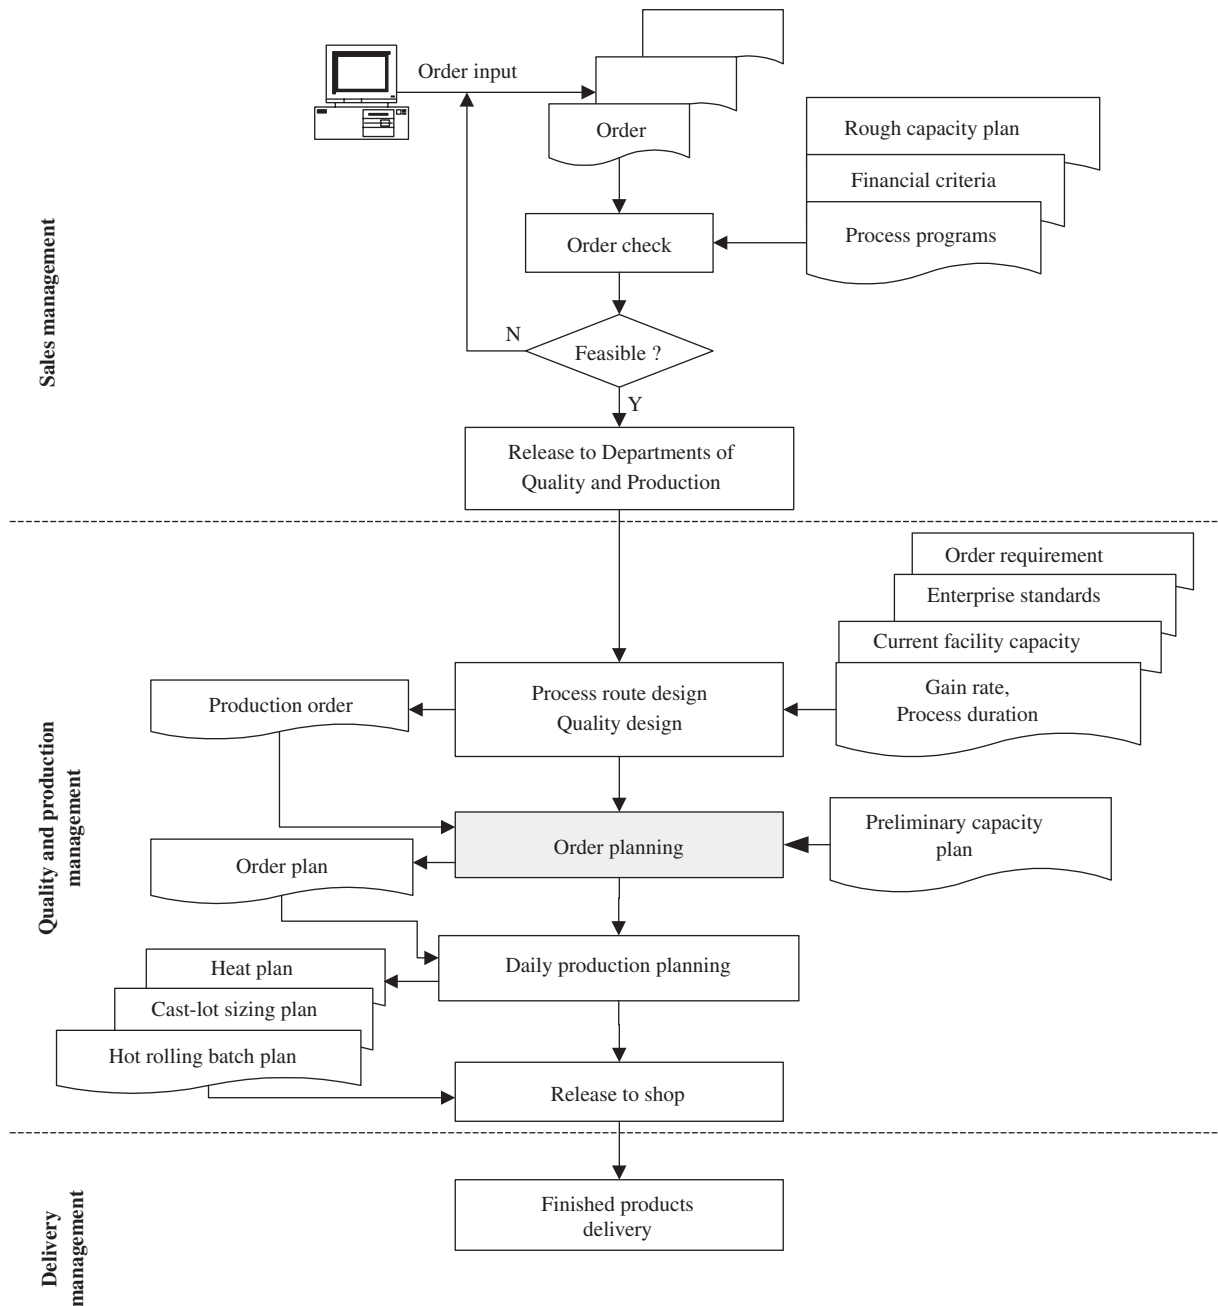 Order input
Order
Rough capacity plan
Financial criteria
Process programs
Order check
Feasible ?
N
Y
Release to Departments of
Quality and Production
Sales management
Order requirement
Enterprise standards
Current facility capacity
Gain rate,
Process duration
Process route design
Quality design
Production order
Order planning
Preliminary capacity
plan
Order plan
Daily production planning
Heat plan
Cast-lot sizing plan
Hot rolling batch plan
Release to shop
Quality and production
management
Finished products
delivery
Delivery
management